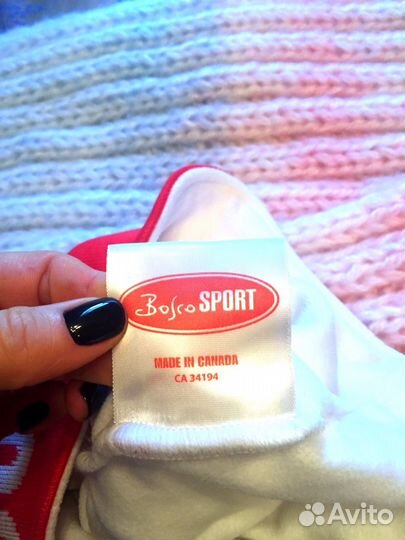 Bosco SPORT
MADE IN CANADA
CA 34194
Avito